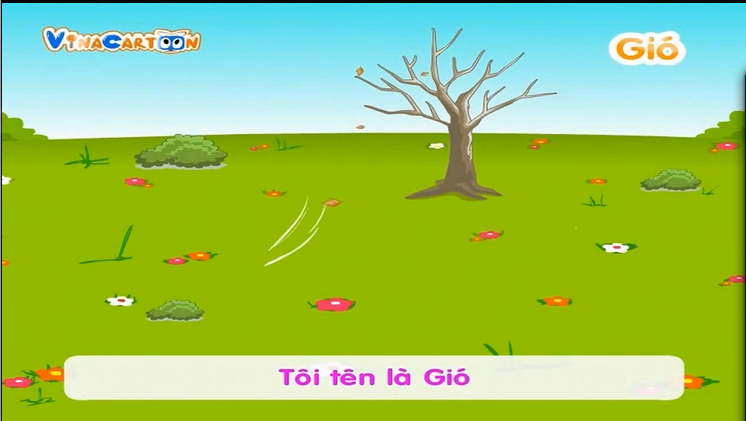 VINACARTOON
Gió
Tôi tên là Gió